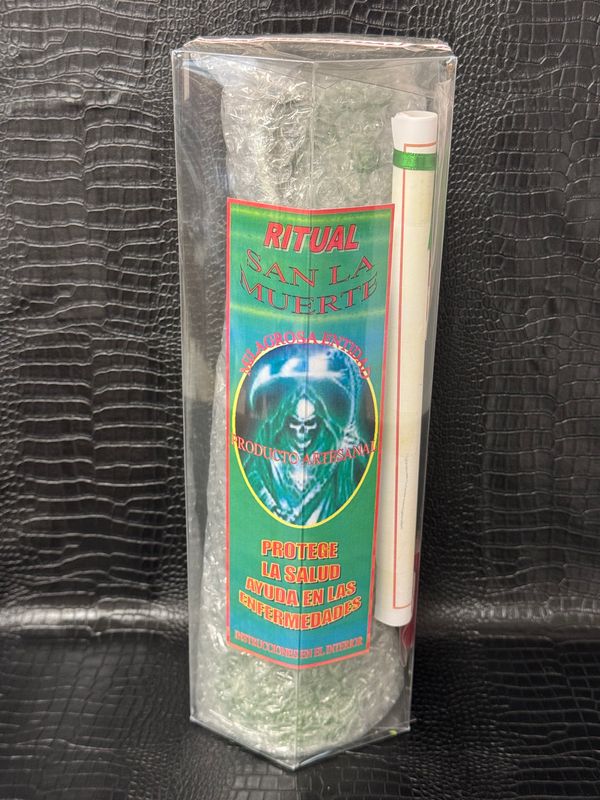 RITUAL
SAN LA
MUERTE
MILAGROSA ENTIDAD
PRODUCTO ARTESANAL
PROTEGE
LA SALUD
AYUDA EN LAS
ENFERMEDADES
INSTRUCCIONES EN EL INTERIOR